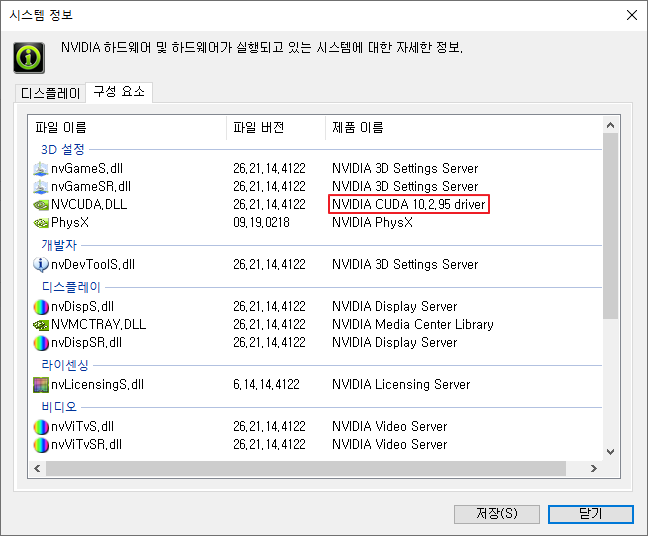 시스템 정보
NVIDIA 하드웨어 및 하드웨어가 실행되고 있는 시스템에 대한 자세한 정보.
디스플레이 구성 요소
파일 이름 파일 버전 제품 이름
3D 설정
nvGameS.dll 26.21.14.4122 NVIDIA 3D Settings Server
nvGameSR.dll 26.21.14.4122 NVIDIA 3D Settings Server
NVCUDA.DLL 26.21.14.4122 NVIDIA CUDA 10.2.95 driver
PhysX 09.19.0218 NVIDIA PhysX
개발자
nvDevToolS.dll 26.21.14.4122 NVIDIA 3D Settings Server
디스플레이
nvDispS.dll 26.21.14.4122 NVIDIA Display Server
NVMCTRAY.DLL 26.21.14.4122 NVIDIA Media Center Library
nvDispSR.dll 26.21.14.4122 NVIDIA Display Server
라이센싱
nvLicensingS.dll 6.14.14.4122 NVIDIA Licensing Server
비디오
nvViTvS.dll 26.21.14.4122 NVIDIA Video Server
nvViTvSR.dll 26.21.14.4122 NVIDIA Video Server
저장(S) 닫기